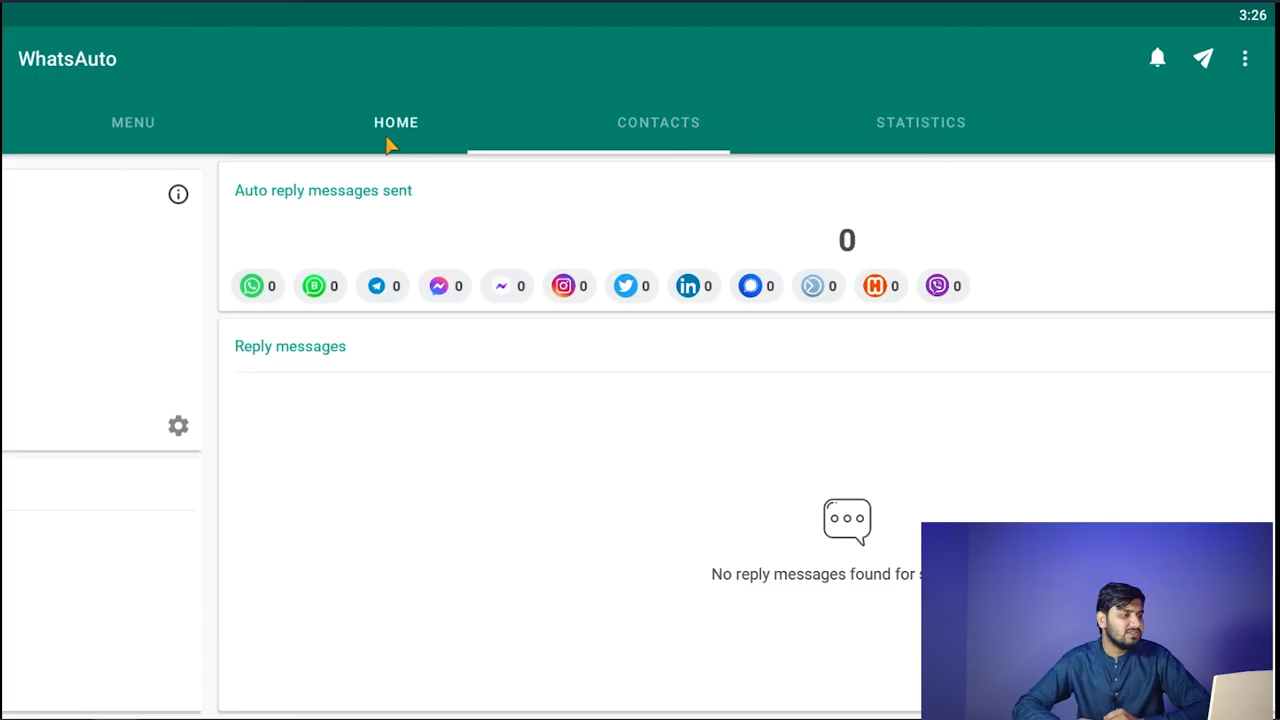 3:26
WhatsAuto
MENU
HOME
CONTACTS
STATISTICS
Auto reply messages sent
0
0 0 0 0 0 0 0 0 0 0 0 0
Reply messages
No reply messages found for